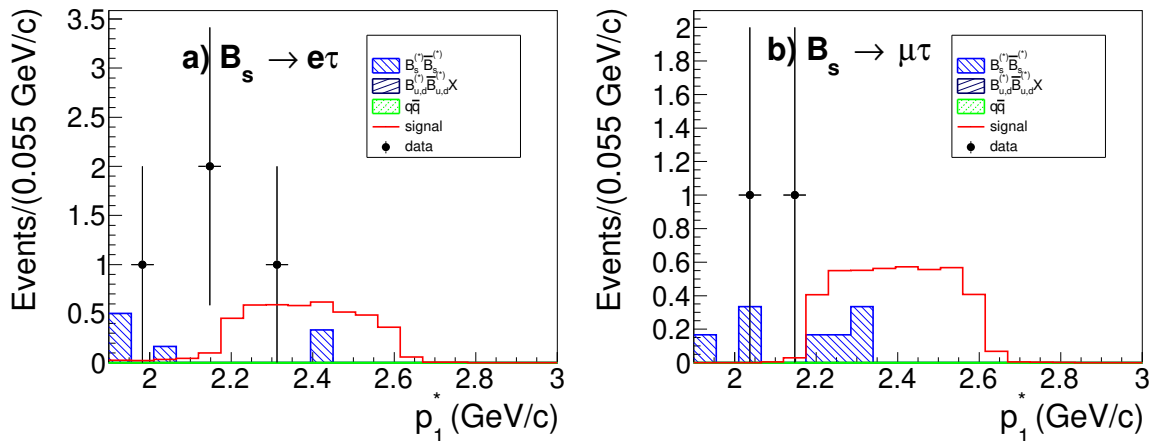 a) B_s → eτ
B_s^(*) B̅_s^(*)
B_u,d^(*) B̅_u,d^(*) X
qq̅
signal
data
Events/(0.055 GeV/c)
3.5
3
2.5
2
1.5
1
0.5
0
2 2.2 2.4 2.6 2.8 3
p_1^* (GeV/c)
b) B_s → μτ
B_s^(*) B̅_s^(*)
B_u,d^(*) B̅_u,d^(*) X
qq̅
signal
data
Events/(0.055 GeV/c)
2
1.8
1.6
1.4
1.2
1
0.8
0.6
0.4
0.2
0
2 2.2 2.4 2.6 2.8 3
p_1^* (GeV/c)